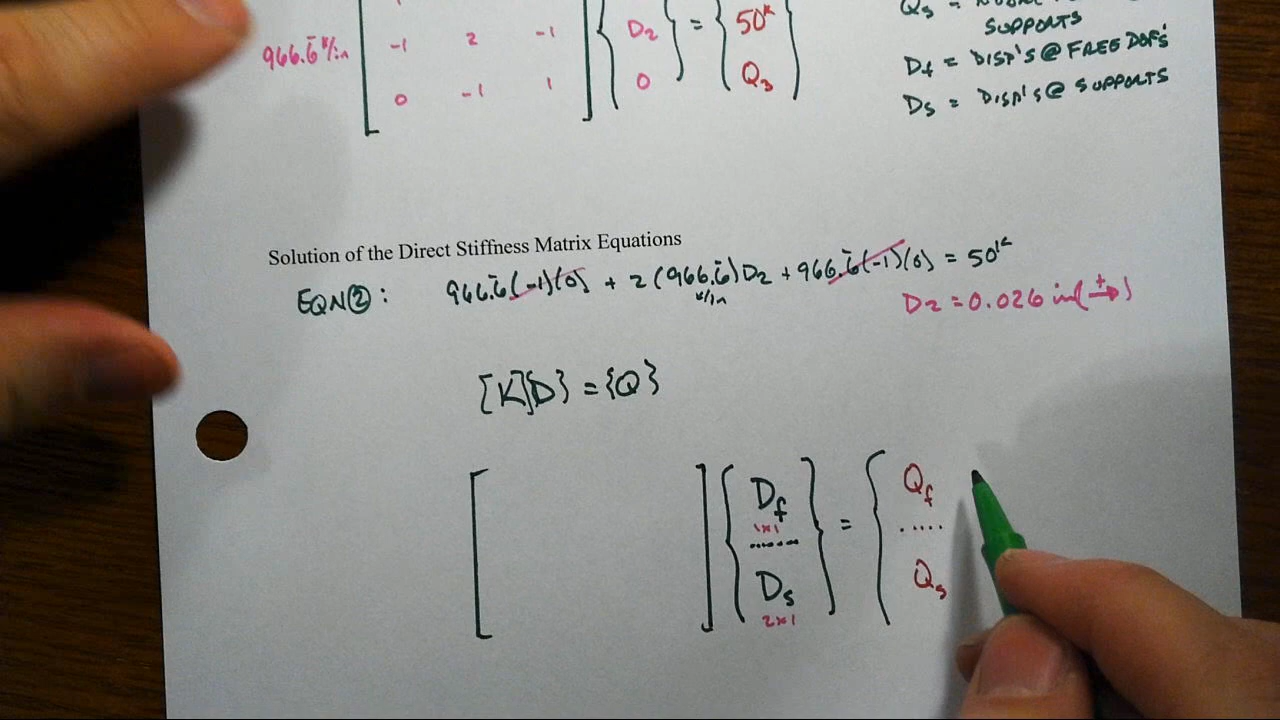 Q₃ =
SUPPORTS
966.6̄ k/in [ -1 2 -1 ] { D₂ } = { 50ᵏ }
0 -1 1 0 Q₃
Df = DISP'S @ FREE DOF'S
Ds = DISP'S @ SUPPORTS
Solution of the Direct Stiffness Matrix Equations
EQN②: 966.6̄(-1)(0) + 2(966.6̄)D₂ + 966.6̄(-1)(0) = 50ᵏ
k/in
D₂ = 0.026 in(→+)
[K]{D} = {Q}
[ ] { Df } = { Qf
1x1
...... .....
Ds Qs
2x1